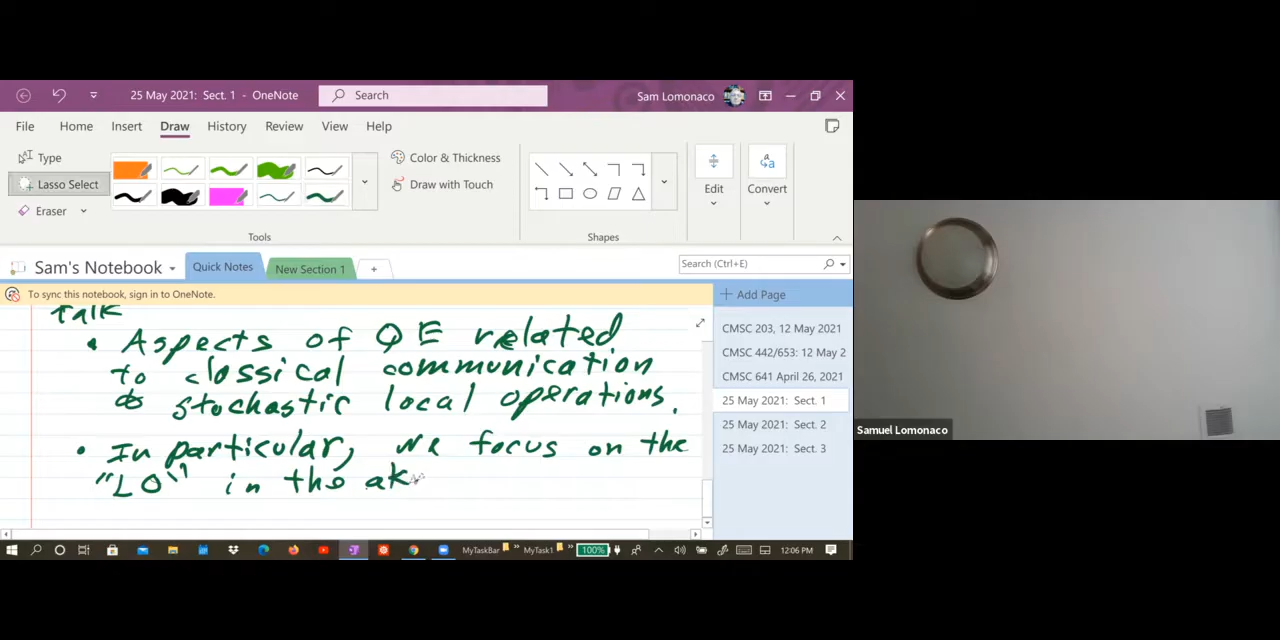 25 May 2021: Sect. 1 - OneNote
Search
Sam Lomonaco
File Home Insert Draw History Review View Help
Type
Lasso Select
Eraser
Color & Thickness
Draw with Touch
Edit
Convert
Tools
Shapes
Sam's Notebook
Quick Notes
New Section 1
+
Search (Ctrl+E)
To sync this notebook, sign in to OneNote.
Add Page
CMSC 203, 12 May 2021
CMSC 442/653: 12 May 2
CMSC 641 April 26, 2021
25 May 2021: Sect. 1
25 May 2021: Sect. 2
25 May 2021: Sect. 3
Talk
• Aspects of QE related
to classical communication
& stochastic local operations.
• In particular, we focus on the
"LO" in the ak
Samuel Lomonaco
MyTaskBar
MyTask1
100%
12:06 PM